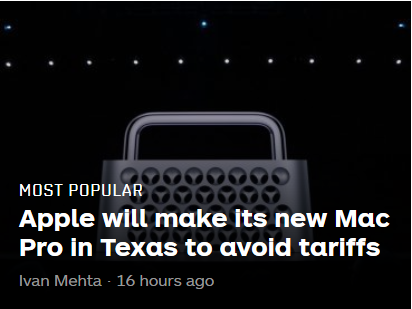 MOST POPULAR
Apple will make its new Mac
Pro in Texas to avoid tariffs
Ivan Mehta · 16 hours ago